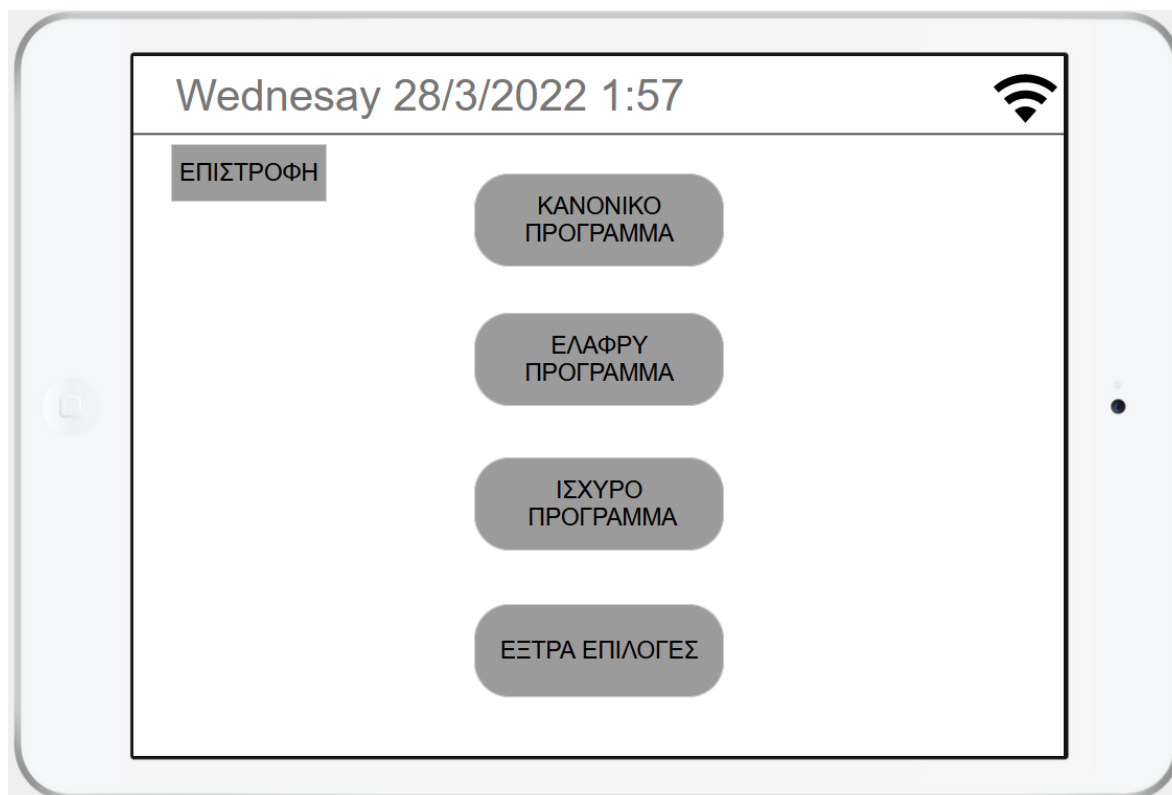 Wednesay 28/3/2022 1:57
ΕΠΙΣΤΡΟΦΗ
ΚΑΝΟΝΙΚΟ
ΠΡΟΓΡΑΜΜΑ
ΕΛΑΦΡΥ
ΠΡΟΓΡΑΜΜΑ
ΙΣΧΥΡΟ
ΠΡΟΓΡΑΜΜΑ
ΕΞΤΡΑ ΕΠΙΛΟΓΕΣ